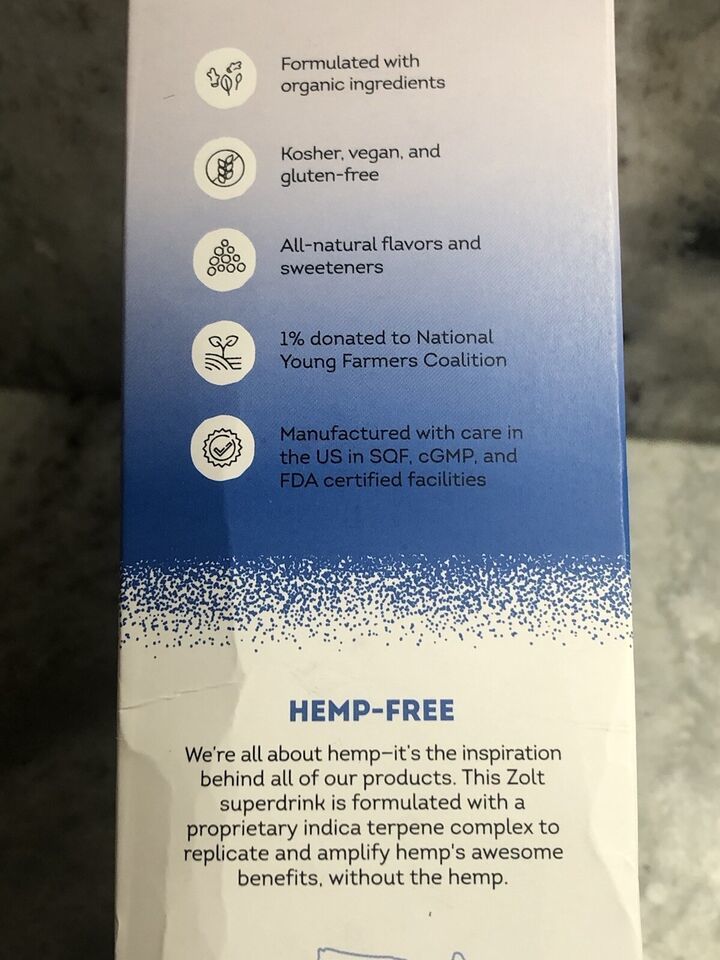 Formulated with
organic ingredients
Kosher, vegan, and
gluten-free
All-natural flavors and
sweeteners
1% donated to National
Young Farmers Coalition
Manufactured with care in
the US in SQF, cGMP, and
FDA certified facilities
HEMP-FREE
We're all about hemp—it's the inspiration
behind all of our products. This Zolt
superdrink is formulated with a
proprietary indica terpene complex to
replicate and amplify hemp's awesome
benefits, without the hemp.